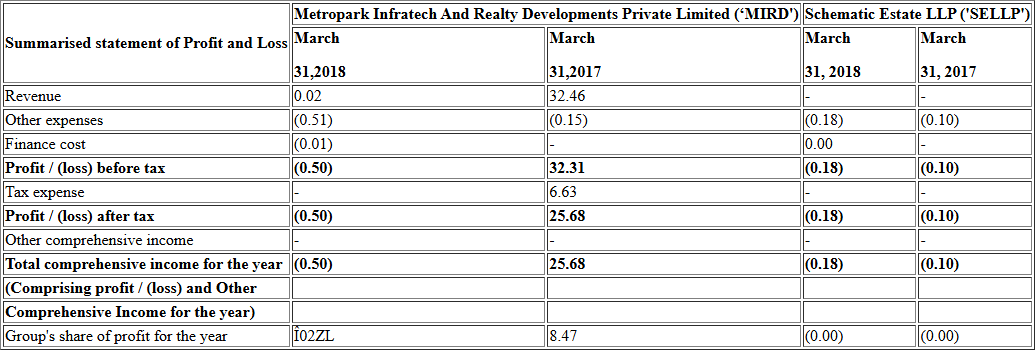 Summarised statement of Profit and Loss Metropark Infratech And Realty Developments Private Limited (‘MIRD') Schematic Estate LLP ('SELLP')
March March March March
31,2018 31,2017 31, 2018 31, 2017
Revenue 0.02 32.46 - -
Other expenses (0.51) (0.15) (0.18) (0.10)
Finance cost (0.01) - 0.00 -
Profit / (loss) before tax (0.50) 32.31 (0.18) (0.10)
Tax expense - 6.63 - -
Profit / (loss) after tax (0.50) 25.68 (0.18) (0.10)
Other comprehensive income - - - -
Total comprehensive income for the year (0.50) 25.68 (0.18) (0.10)
(Comprising profit / (loss) and Other
Comprehensive Income for the year)
Group's share of profit for the year Î02ZL 8.47 (0.00) (0.00)